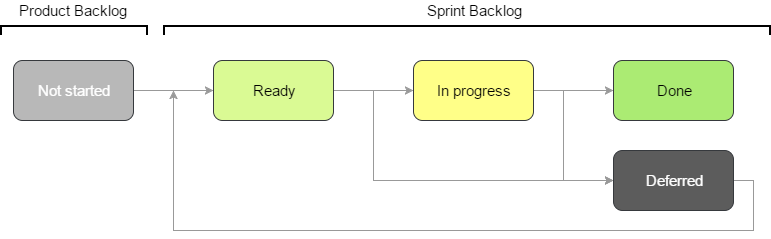 Product Backlog
Sprint Backlog
Not started
Ready
In progress
Done
Deferred